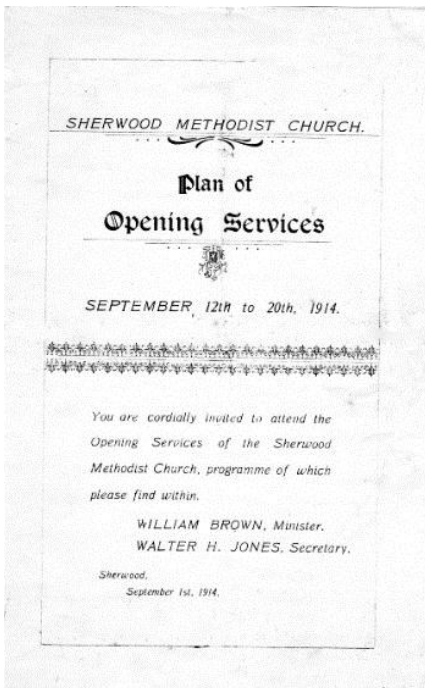 SHERWOOD METHODIST CHURCH.
Plan of
Opening Services
SEPTEMBER 12th to 20th, 1914.
You are cordially invited to attend the
Opening Services of the Sherwood
Methodist Church, programme of which
please find within.
WILLIAM BROWN, Minister.
WALTER H. JONES, Secretary.
Sherwood,
September 1st, 1914.